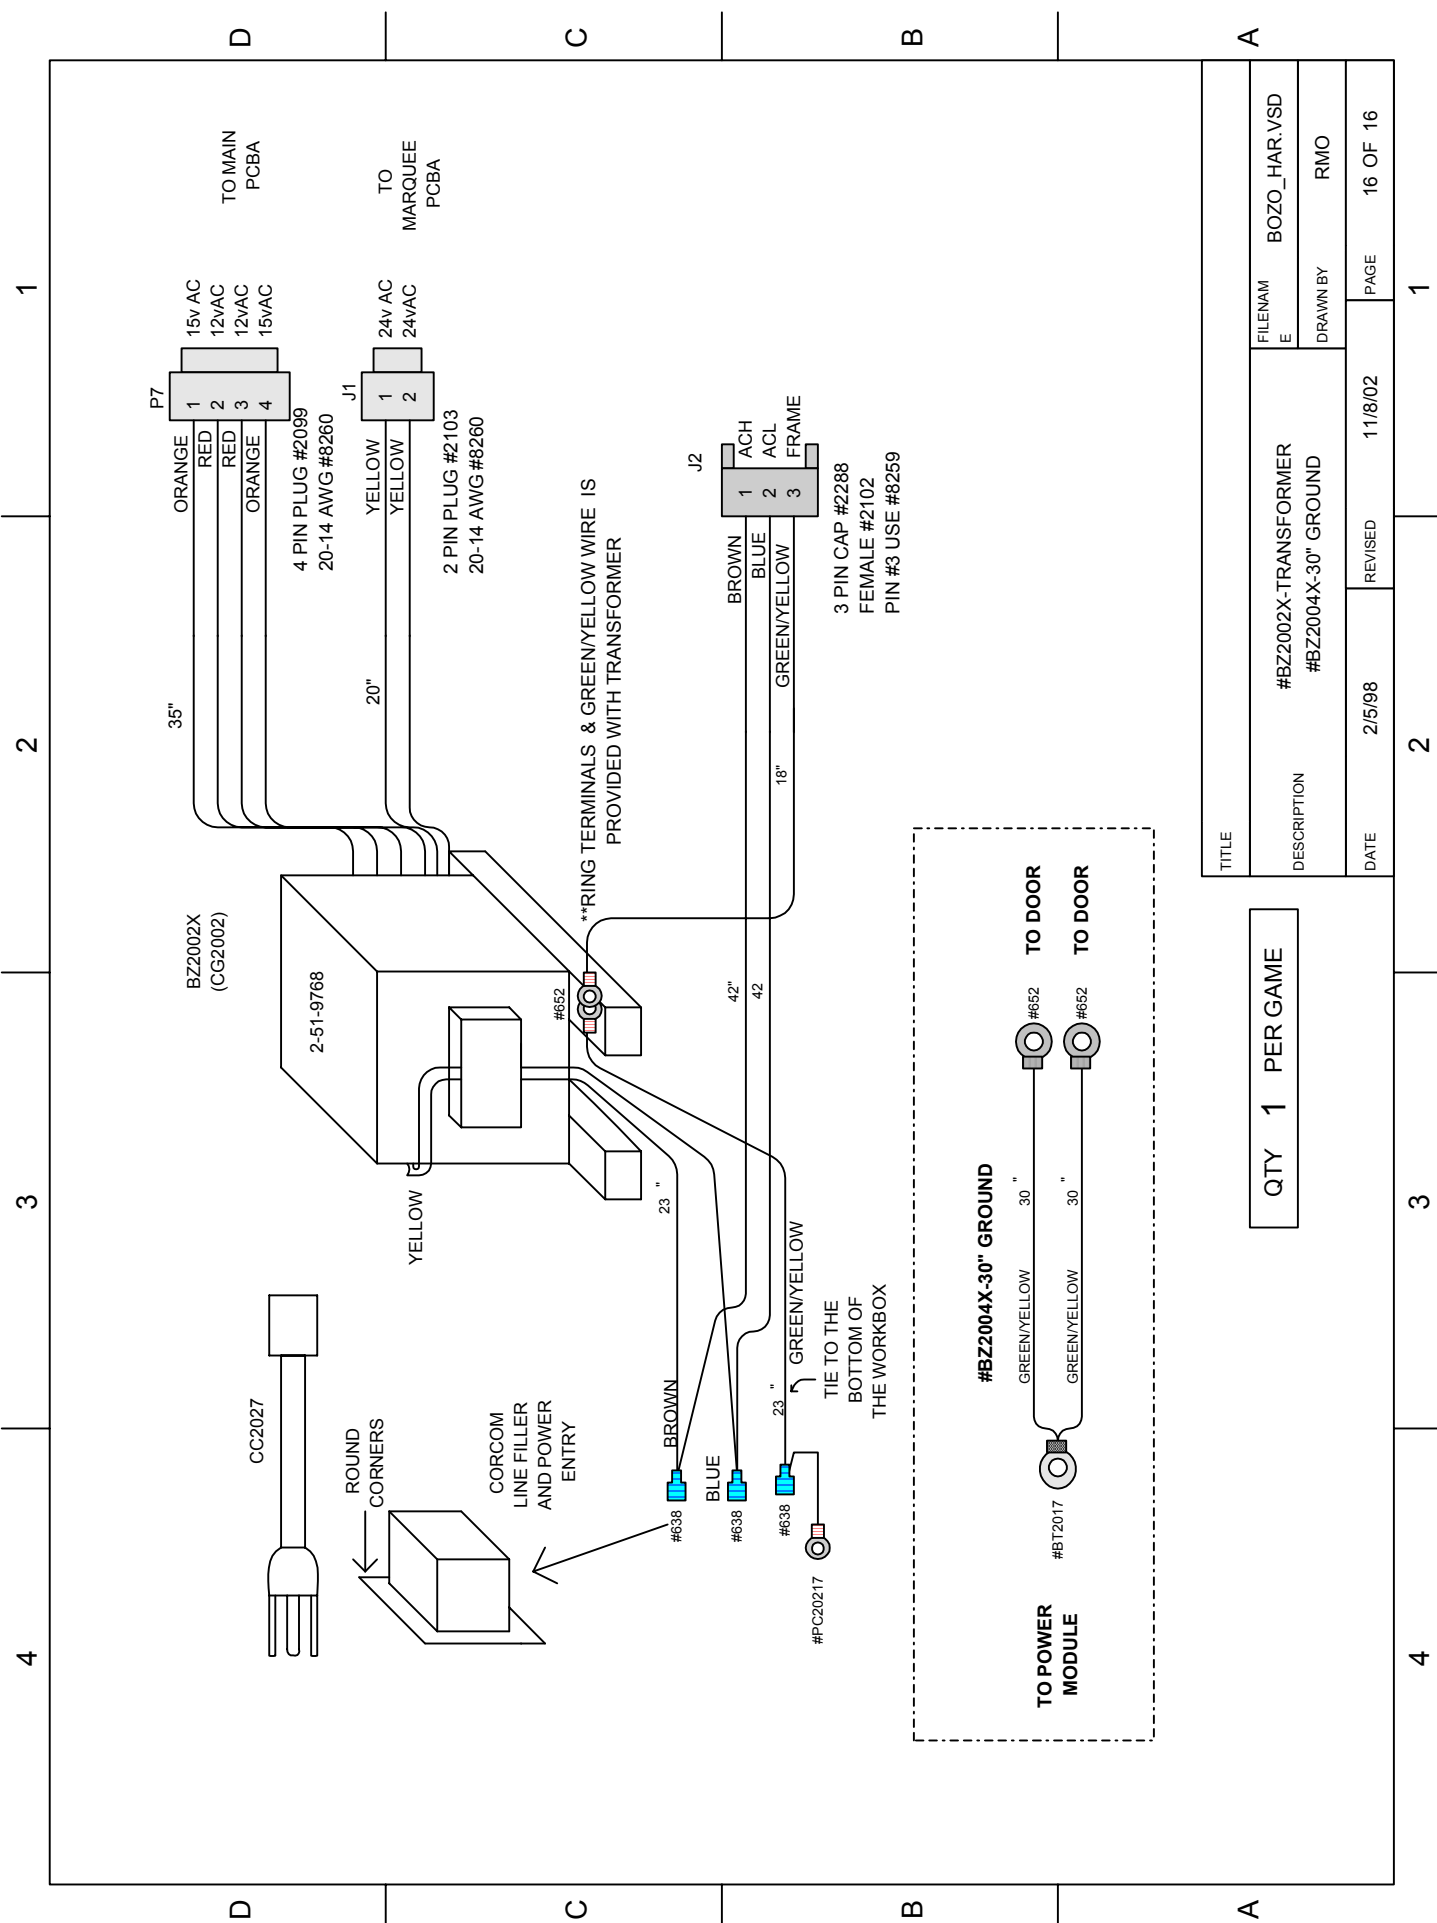 4
3
2
1
D
D
C
C
B
B
A
A
4
3
2
1
CC2027
ROUND
CORNERS
CORCOM
LINE FILLER
AND POWER
ENTRY
BZ2002X
(CG2002)
2-51-9768
YELLOW
#652
35"
ORANGE
RED
RED
ORANGE
P7
1
2
3
4
15v AC
12vAC
12vAC
15vAC
TO MAIN
PCBA
4 PIN PLUG #2099
20-14 AWG #8260
20"
YELLOW
YELLOW
J1
1
2
24v AC
24vAC
TO
MARQUEE
PCBA
2 PIN PLUG #2103
20-14 AWG #8260
**RING TERMINALS & GREEN/YELLOW WIRE IS
PROVIDED WITH TRANSFORMER
BROWN
23 "
#638
BLUE
#638
GREEN/YELLOW
23 "
#638
#PC20217
TIE TO THE
BOTTOM OF
THE WORKBOX
42"
42
18"
BROWN
BLUE
GREEN/YELLOW
J2
1
2
3
ACH
ACL
FRAME
3 PIN CAP #2288
FEMALE #2102
PIN #3 USE #8259
#BZ2004X-30" GROUND
TO POWER
MODULE
#BT2017
GREEN/YELLOW
30 "
#652
TO DOOR
GREEN/YELLOW
30 "
#652
TO DOOR
QTY 1 PER GAME
TITLE
DESCRIPTION
#BZ2002X-TRANSFORMER
#BZ2004X-30" GROUND
FILENAM
E
BOZO_HAR.VSD
DRAWN BY
RMO
DATE
2/5/98
REVISED
11/8/02
PAGE
16 OF 16